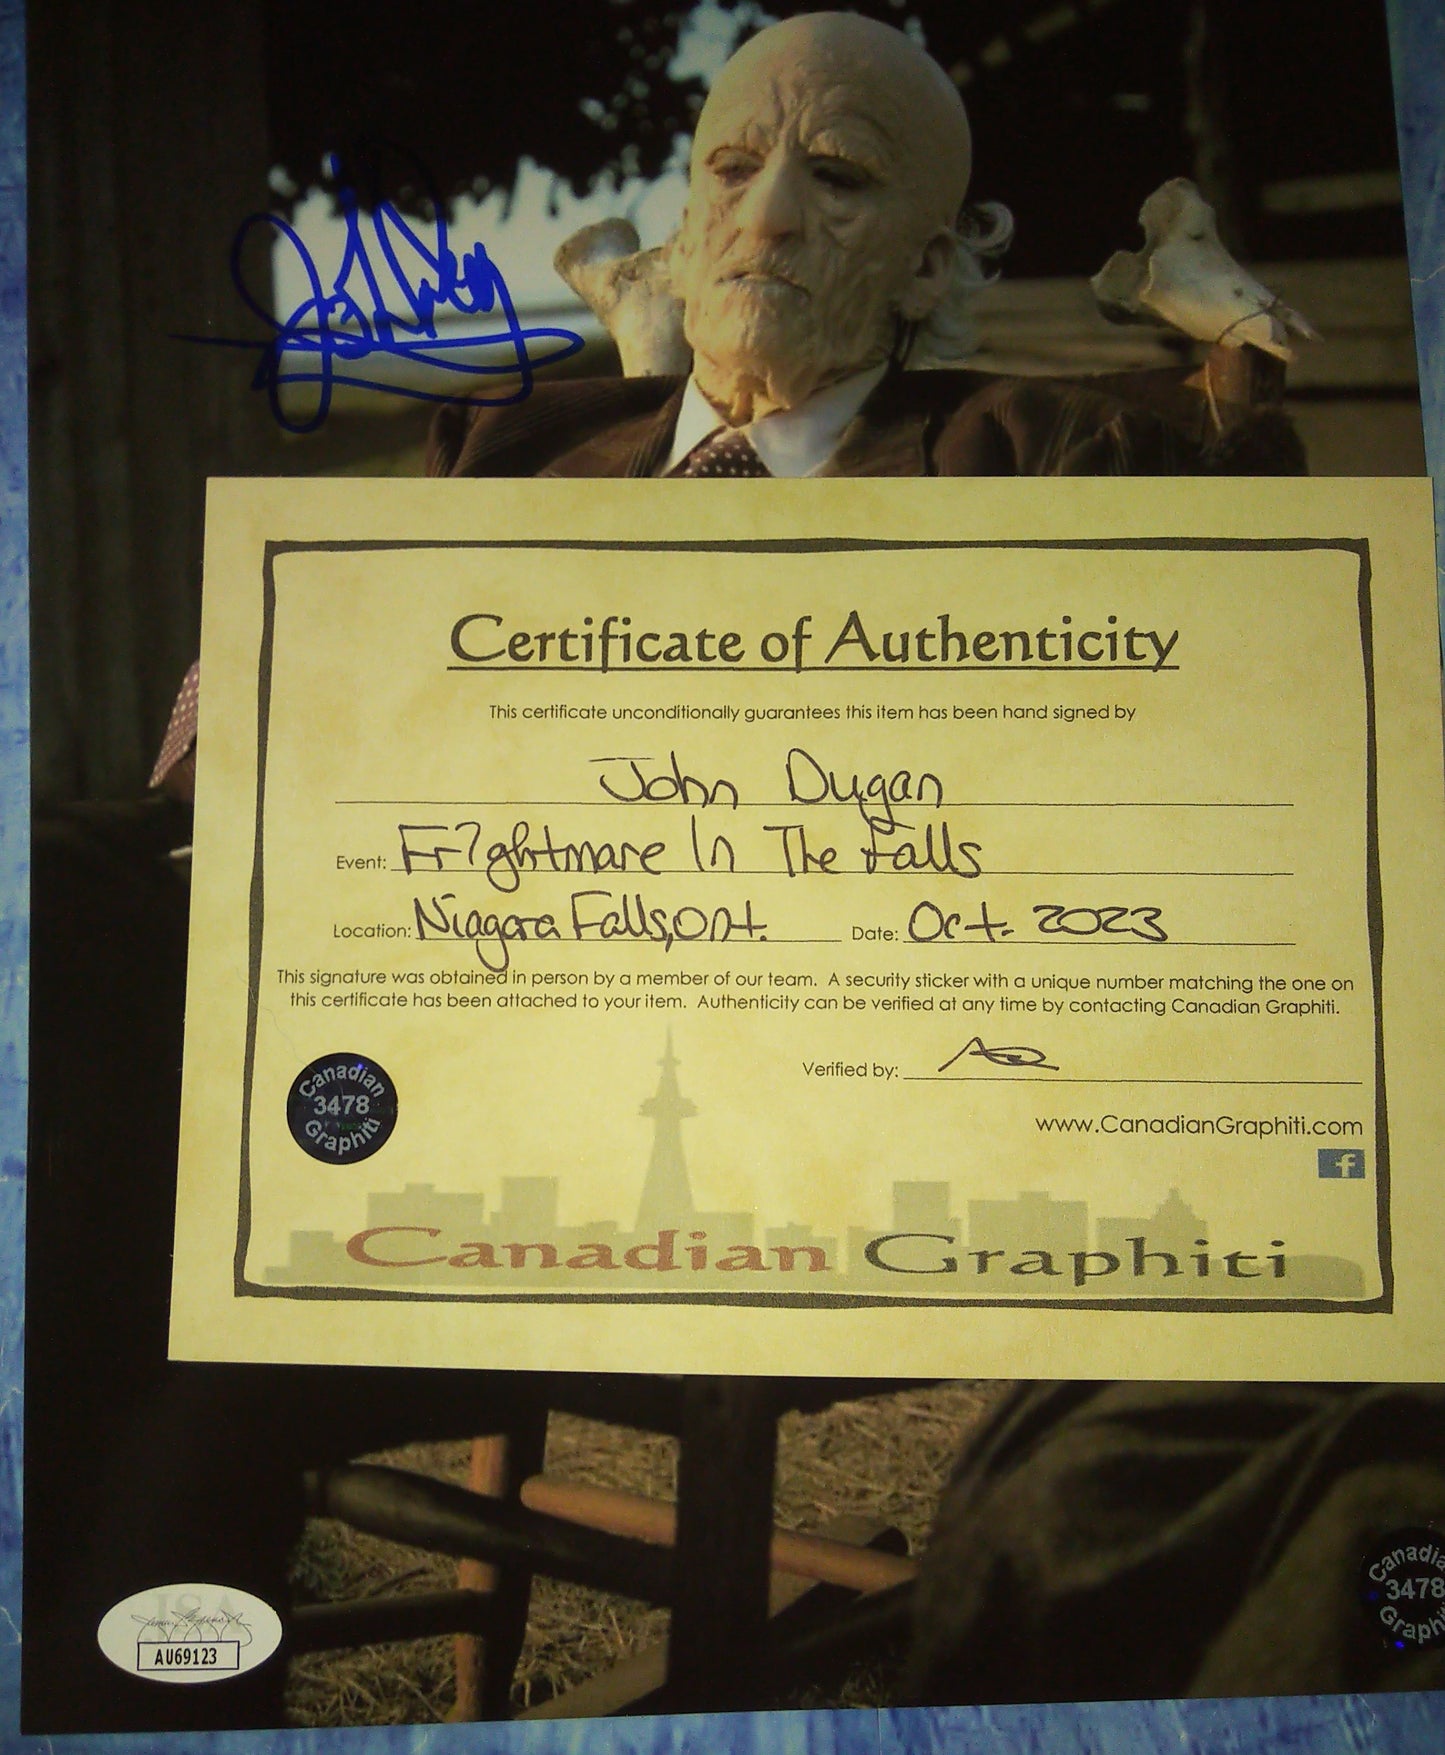 Certificate of Authenticity
This certificate unconditionally guarantees this item has been hand signed by
John Dugan
Event: Fr?ghtmare In The Falls
Location: Niagara Falls, Ont. Date: Oct. 2023
This signature was obtained in person by a member of our team. A security sticker with a unique number matching the one on
this certificate has been attached to your item. Authenticity can be verified at any time by contacting Canadian Graphiti.
Verified by:
Canadian
3478
Graphiti
www.CanadianGraphiti.com
f
Canadian Graphiti
JSA
AU69123
Canadia
3478
Graph